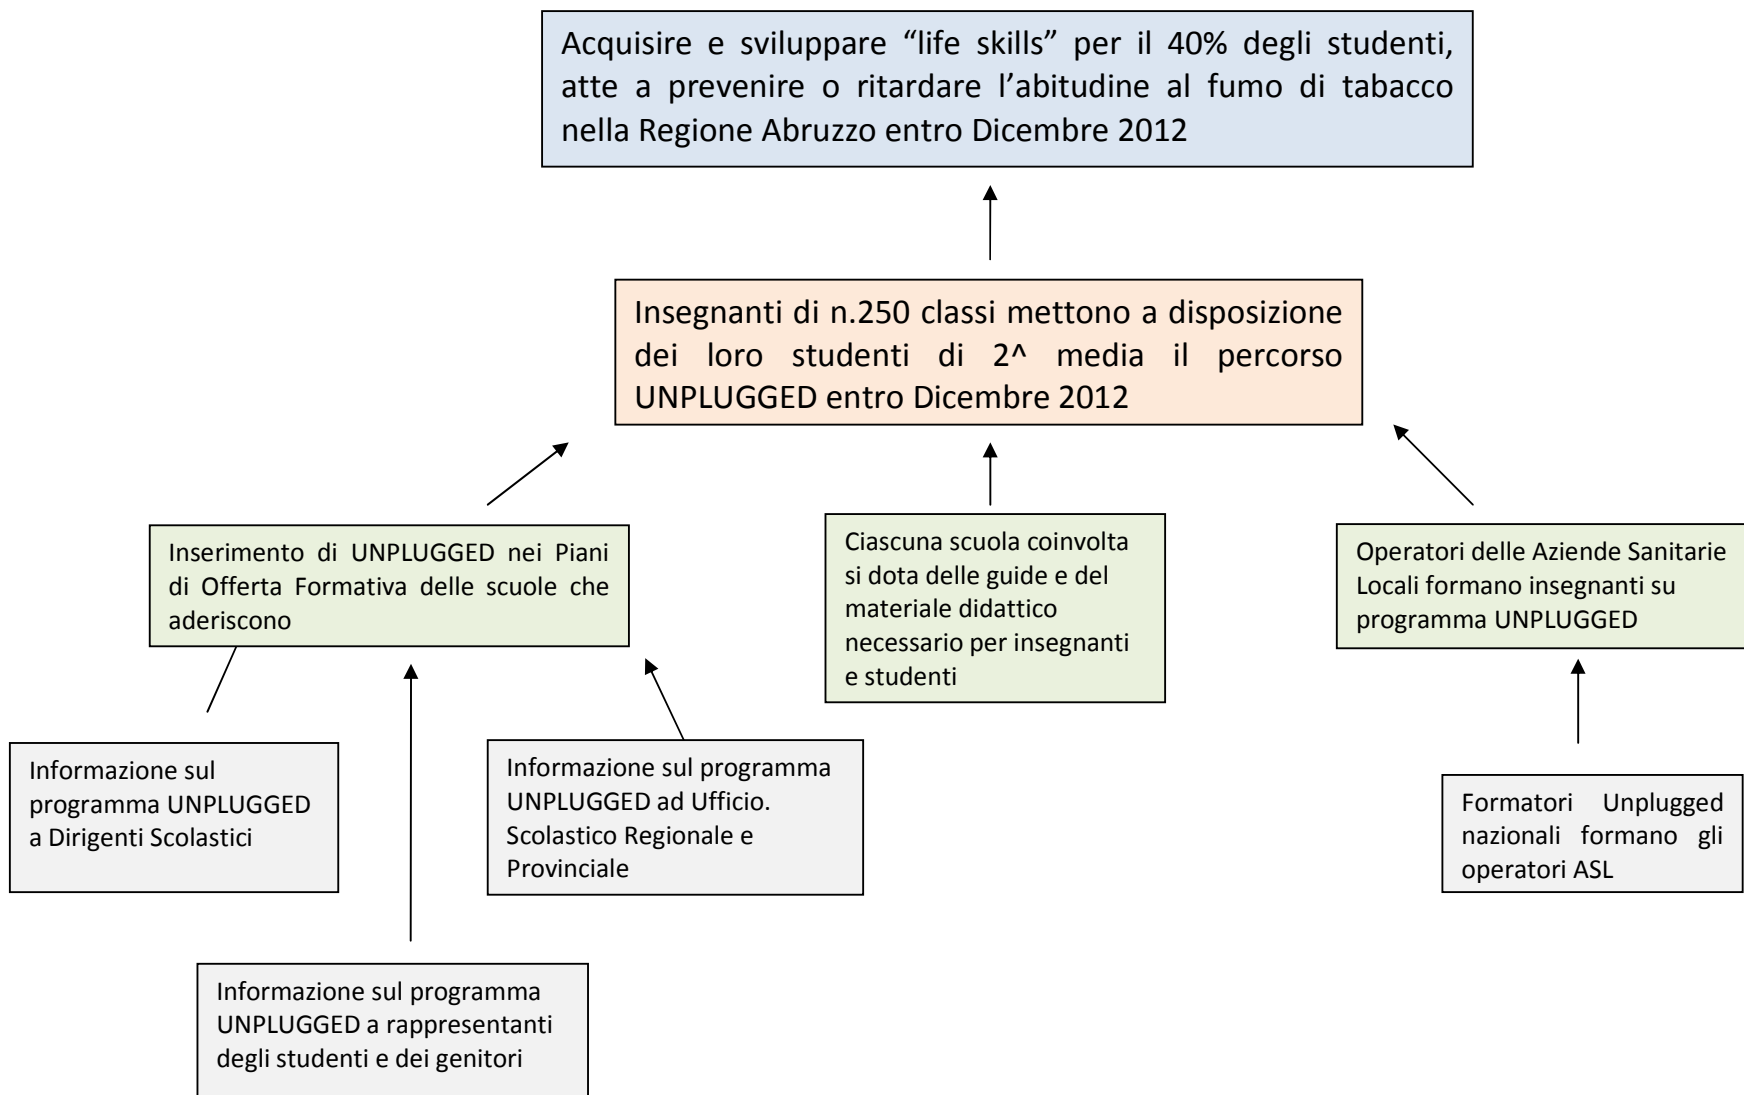 Acquisire e sviluppare “life skills” per il 40% degli studenti,
atte a prevenire o ritardare l’abitudine al fumo di tabacco
nella Regione Abruzzo entro Dicembre 2012
Insegnanti di n.250 classi mettono a disposizione
dei loro studenti di 2^ media il percorso
UNPLUGGED entro Dicembre 2012
Inserimento di UNPLUGGED nei Piani
di Offerta Formativa delle scuole che
aderiscono
Ciascuna scuola coinvolta
si dota delle guide e del
materiale didattico
necessario per insegnanti
e studenti
Operatori delle Aziende Sanitarie
Locali formano insegnanti su
programma UNPLUGGED
Informazione sul
programma UNPLUGGED
a Dirigenti Scolastici
Informazione sul programma
UNPLUGGED ad Ufficio.
Scolastico Regionale e
Provinciale
Formatori Unplugged
nazionali formano gli
operatori ASL
Informazione sul programma
UNPLUGGED a rappresentanti
degli studenti e dei genitori